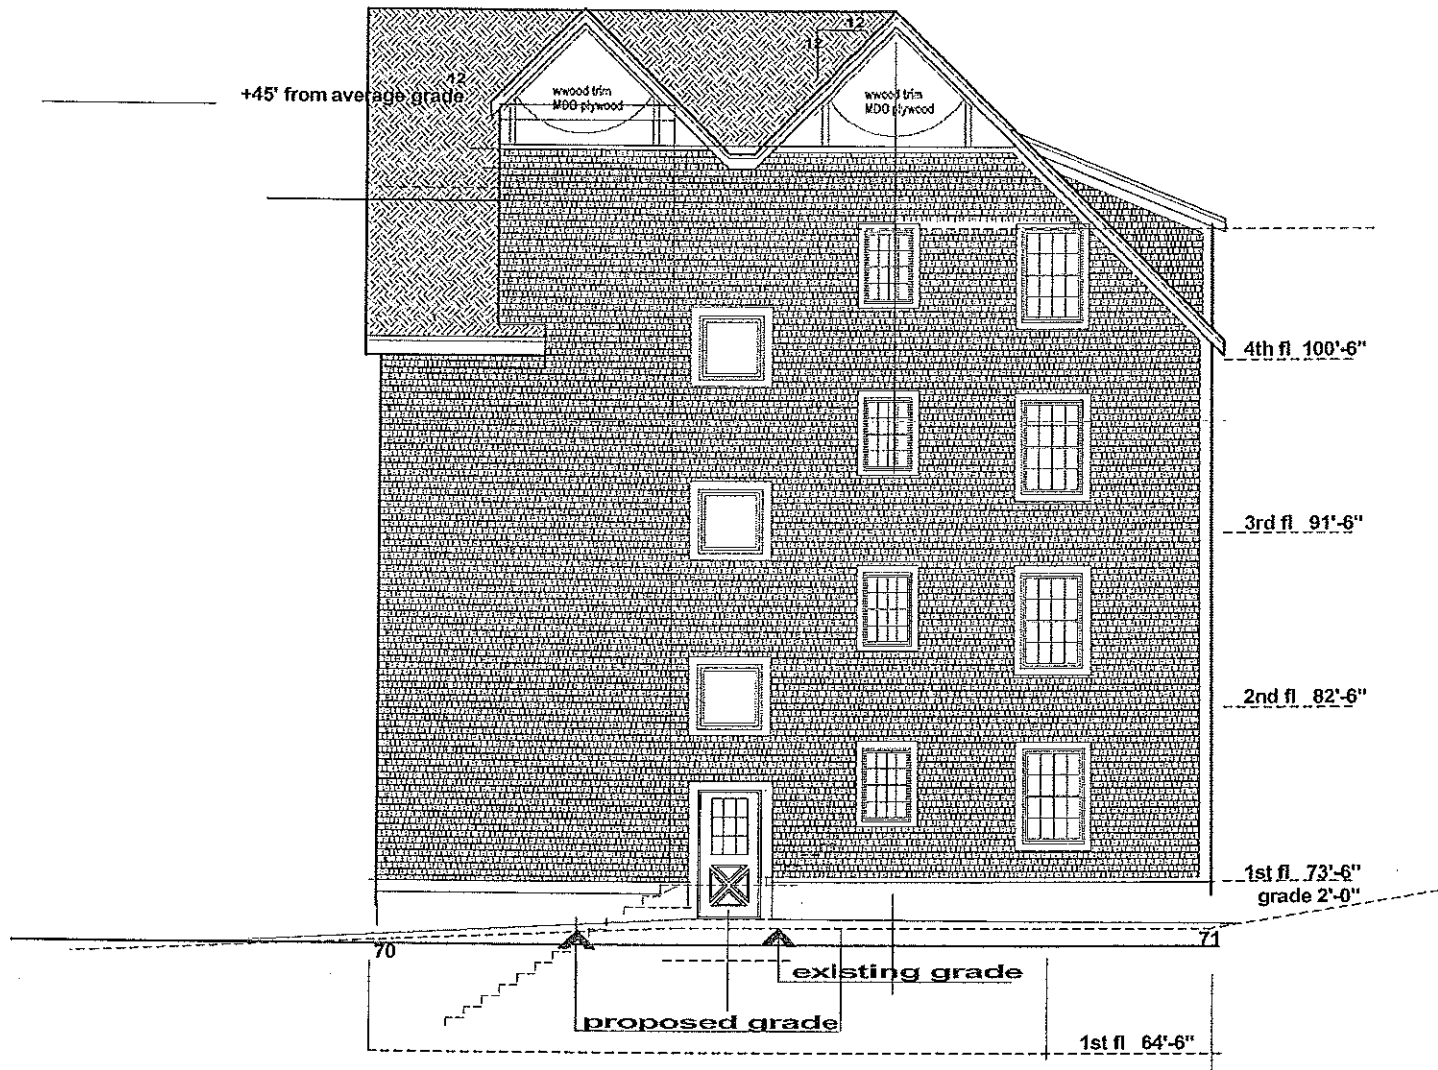 12
12
12
+45' from average grade
wwood trim
MDO plywood
wwood trim
MDO plywood
4th fl 100'-6"
3rd fl 91'-6"
2nd fl 82'-6"
1st fl 73'-6"
grade 2'-0"
70
71
existing grade
proposed grade
1st fl 64'-6"